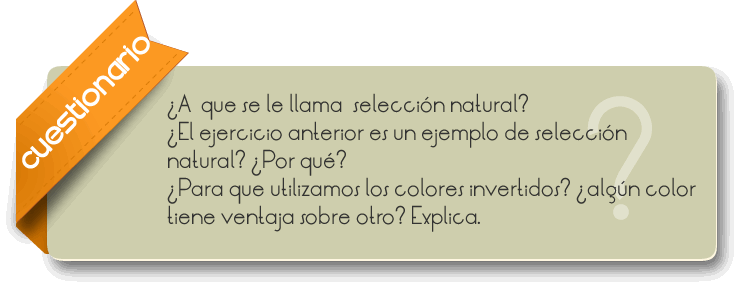 cuestionario
¿A que se le llama selección natural?
¿El ejercicio anterior es un ejemplo de selección
natural? ¿Por qué?
¿Para que utilizamos los colores invertidos? ¿algún color
tiene ventaja sobre otro? Explica.
?